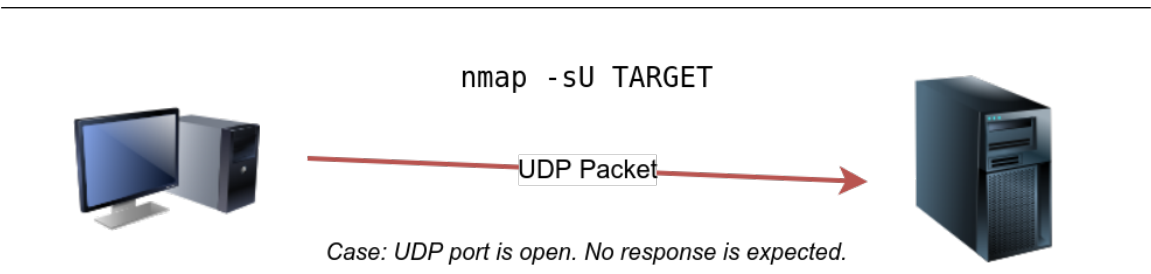 nmap -sU TARGET
UDP Packet
Case: UDP port is open. No response is expected.